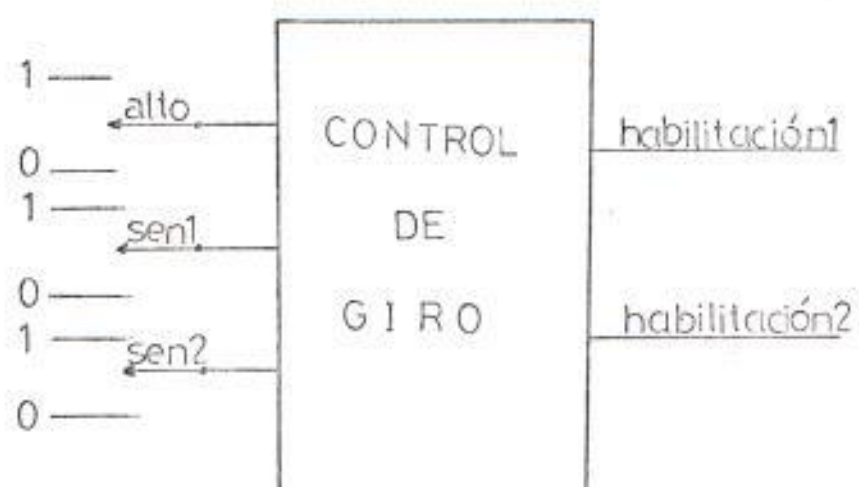 1
alto
0
1
sen1
0
1
sen2
0
CONTROL
DE
GIRO
habilitación1
habilitación2